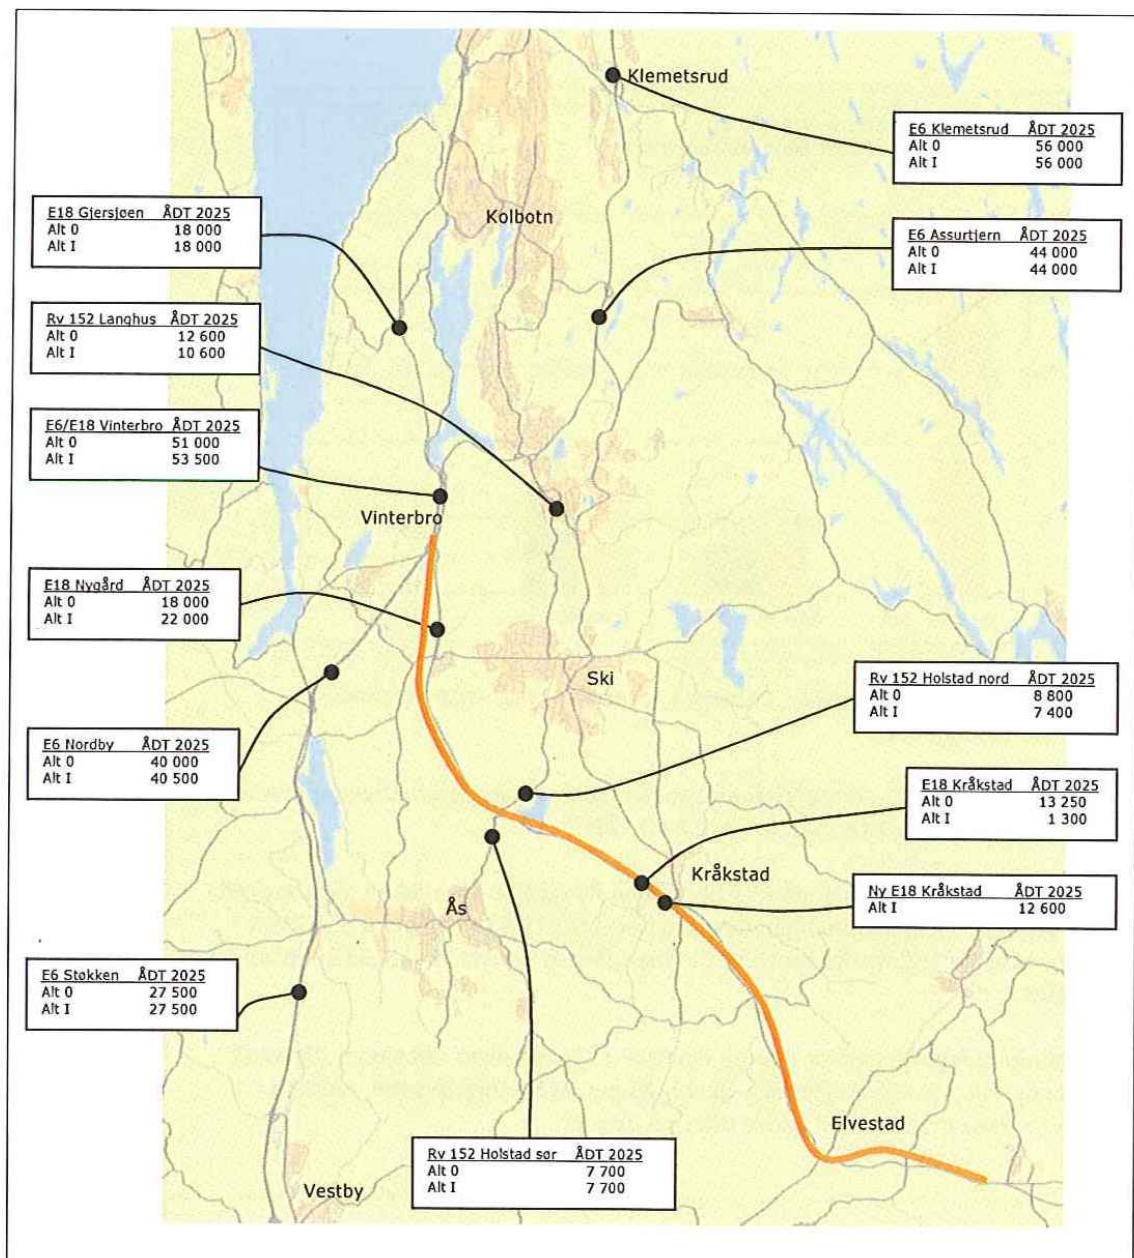 Klemetsrud
E6 Klemetsrud ÅDT 2025
Alt 0 56 000
Alt I 56 000
E18 Gjersjøen ÅDT 2025
Alt 0 18 000
Alt I 18 000
Kolbotn
E6 Assurtjern ÅDT 2025
Alt 0 44 000
Alt I 44 000
Rv 152 Langhus ÅDT 2025
Alt 0 12 600
Alt I 10 600
E6/E18 Vinterbro ÅDT 2025
Alt 0 51 000
Alt I 53 500
Vinterbro
E18 Nygård ÅDT 2025
Alt 0 18 000
Alt I 22 000
Ski
Rv 152 Holstad nord ÅDT 2025
Alt 0 8 800
Alt I 7 400
E6 Nordby ÅDT 2025
Alt 0 40 000
Alt I 40 500
E18 Kråkstad ÅDT 2025
Alt 0 13 250
Alt I 1 300
Kråkstad
Ny E18 Kråkstad ÅDT 2025
Alt I 12 600
Ås
E6 Støkken ÅDT 2025
Alt 0 27 500
Alt I 27 500
Elvestad
Rv 152 Holstad sør ÅDT 2025
Alt 0 7 700
Alt I 7 700
Vestby